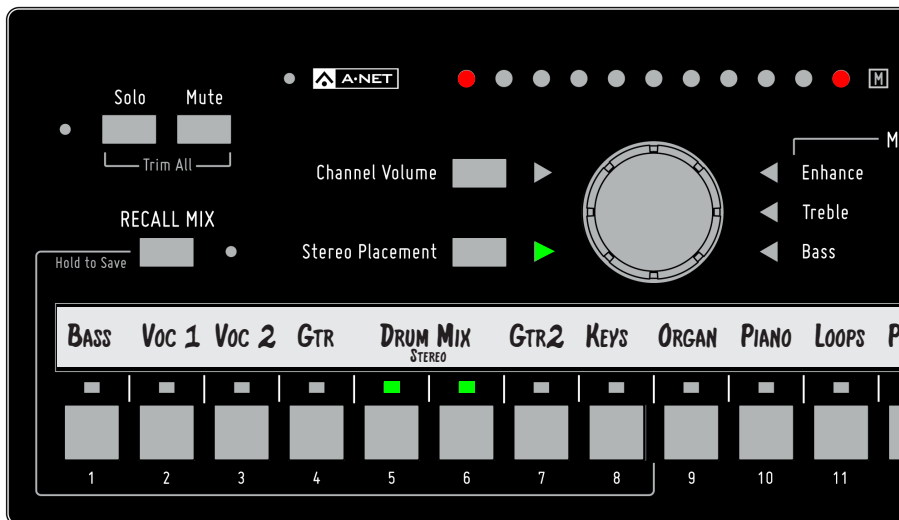 A·NET
M
Solo Mute
Trim All
M
Channel Volume
Enhance
Treble
RECALL MIX
Stereo Placement
Bass
Hold to Save
BASS VOC 1 VOC 2 GTR DRUM MIX GTR2 KEYS ORGAN PIANO LOOPS P
STEREO
1 2 3 4 5 6 7 8 9 10 11